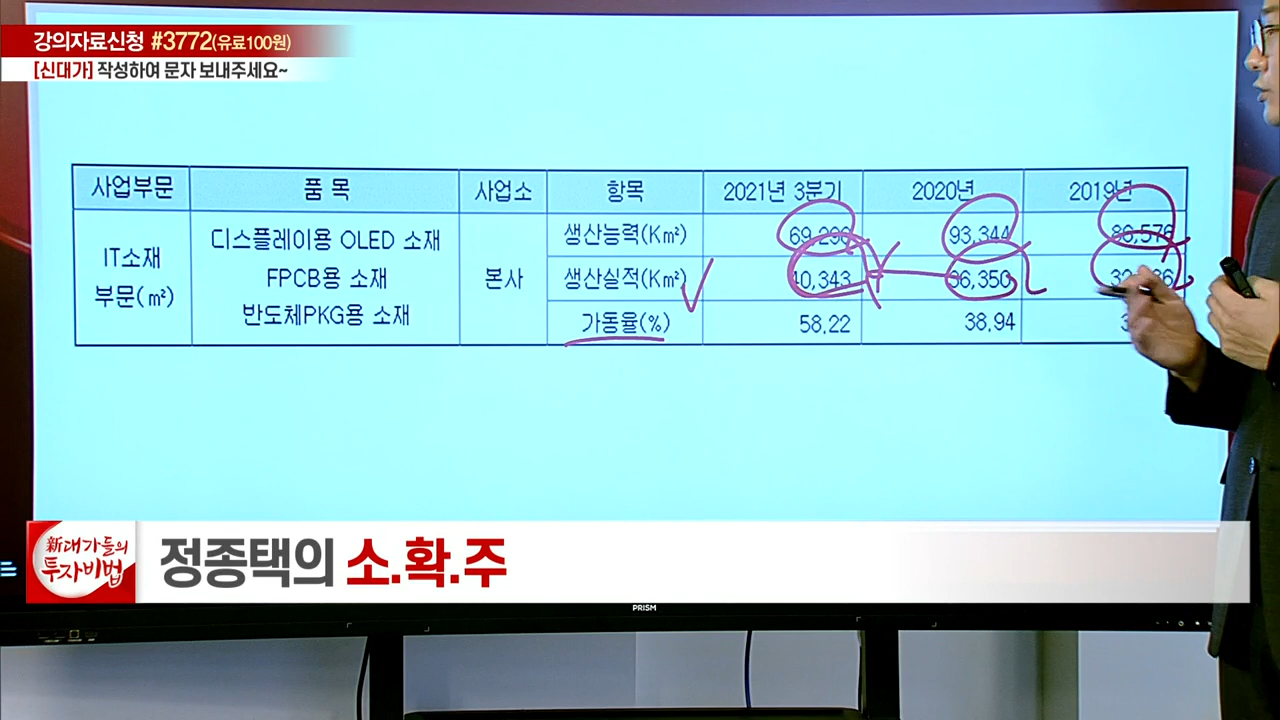 강의자료신청 #3772(유료100원)
[신대가] 작성하여 문자 보내주세요~
사업부문 품 목 사업소 항목 2021년 3분기 2020년 2019년
IT소재
부문(㎡)
디스플레이용 OLED 소재
FPCB용 소재
반도체PKG용 소재
본사
생산능력(K㎡) 93,344
생산실적(K㎡) 40,343 36,350
가동율(%) 58.22 38.94
新대가들의
투자비법
정종택의 소.확.주
PRISM